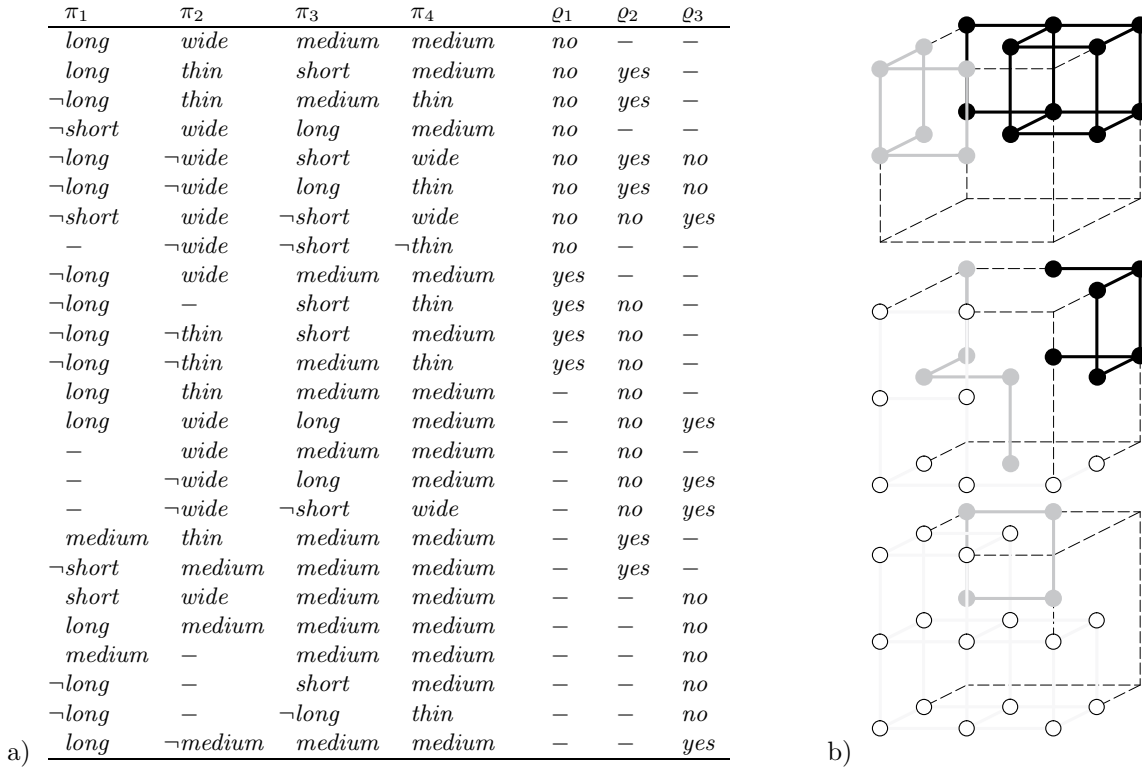 π1 π2 π3 π4 ϱ1 ϱ2 ϱ3
long wide medium medium no – –
long thin short medium no yes –
¬long thin medium thin no yes –
¬short wide long medium no – –
¬long ¬wide short wide no yes no
¬long ¬wide long thin no yes no
¬short wide ¬short wide no no yes
– ¬wide ¬short ¬thin no – –
¬long wide medium medium yes – –
¬long – short thin yes no –
¬long ¬thin short medium yes no –
¬long ¬thin medium thin yes no –
long thin medium medium – no –
long wide long medium – no yes
– wide medium medium – no –
– ¬wide long medium – no yes
– ¬wide ¬short wide – no yes
medium thin medium medium – yes –
¬short medium medium medium – yes –
short wide medium medium – – no
long medium medium medium – – no
medium – medium medium – – no
¬long – short medium – – no
¬long – ¬long thin – – no
a) long ¬medium medium medium – – yes b)